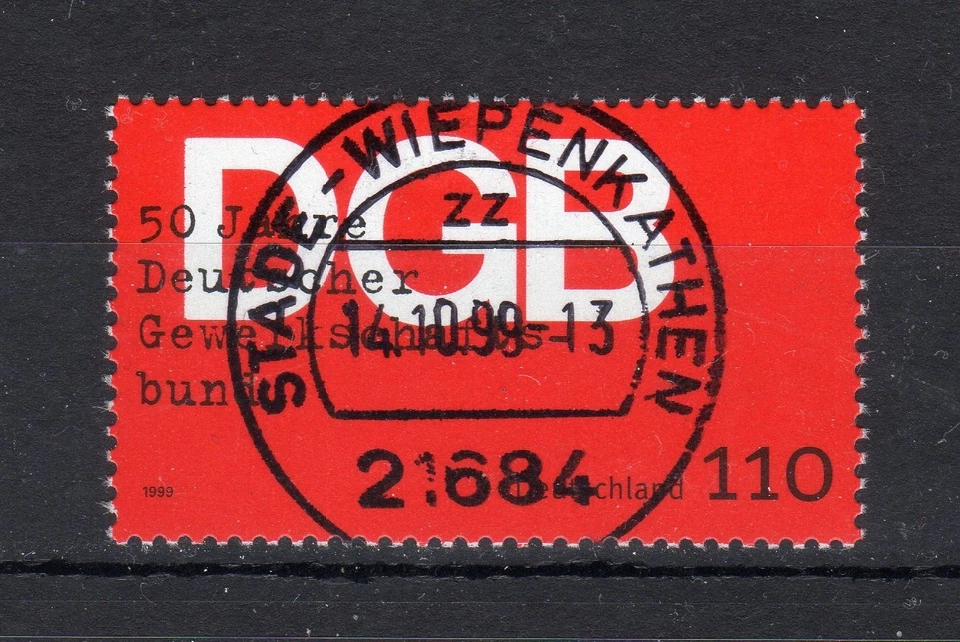 DGB
50 Jahre
Deutscher
Gewerkschafts-
bund
1999
Deutschland 110
STADE-WIEPENKATHEN
zz
14.10.99-13
21684